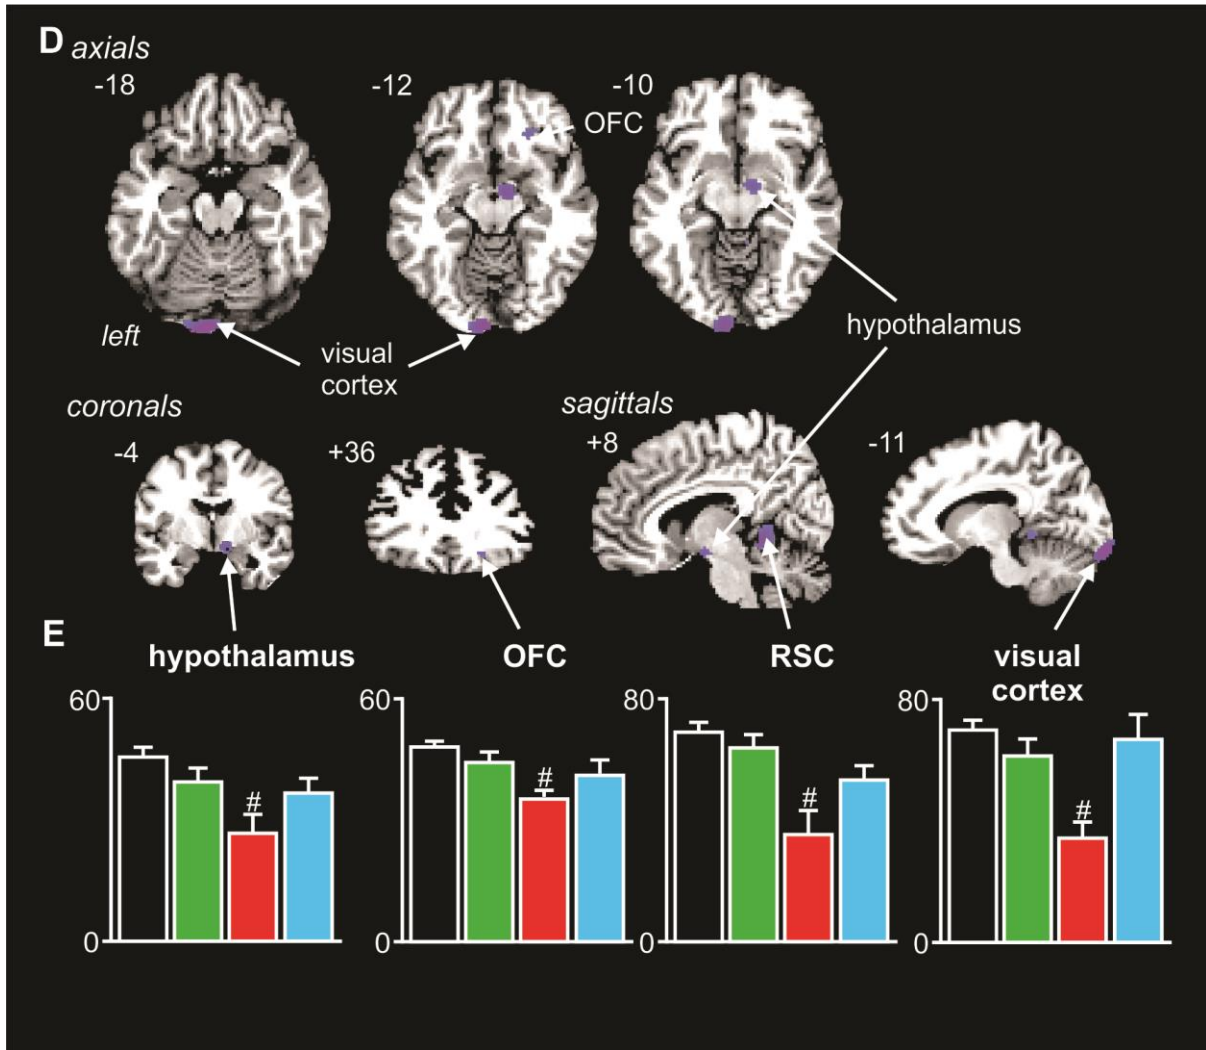 D axials
-18
-12
-10
OFC
left
visual
cortex
hypothalamus
coronals
sagittals
-4
+36
+8
-11
E
hypothalamus
OFC
RSC
visual
cortex
60
60
80
80
#
#
#
#
0
0
0
0